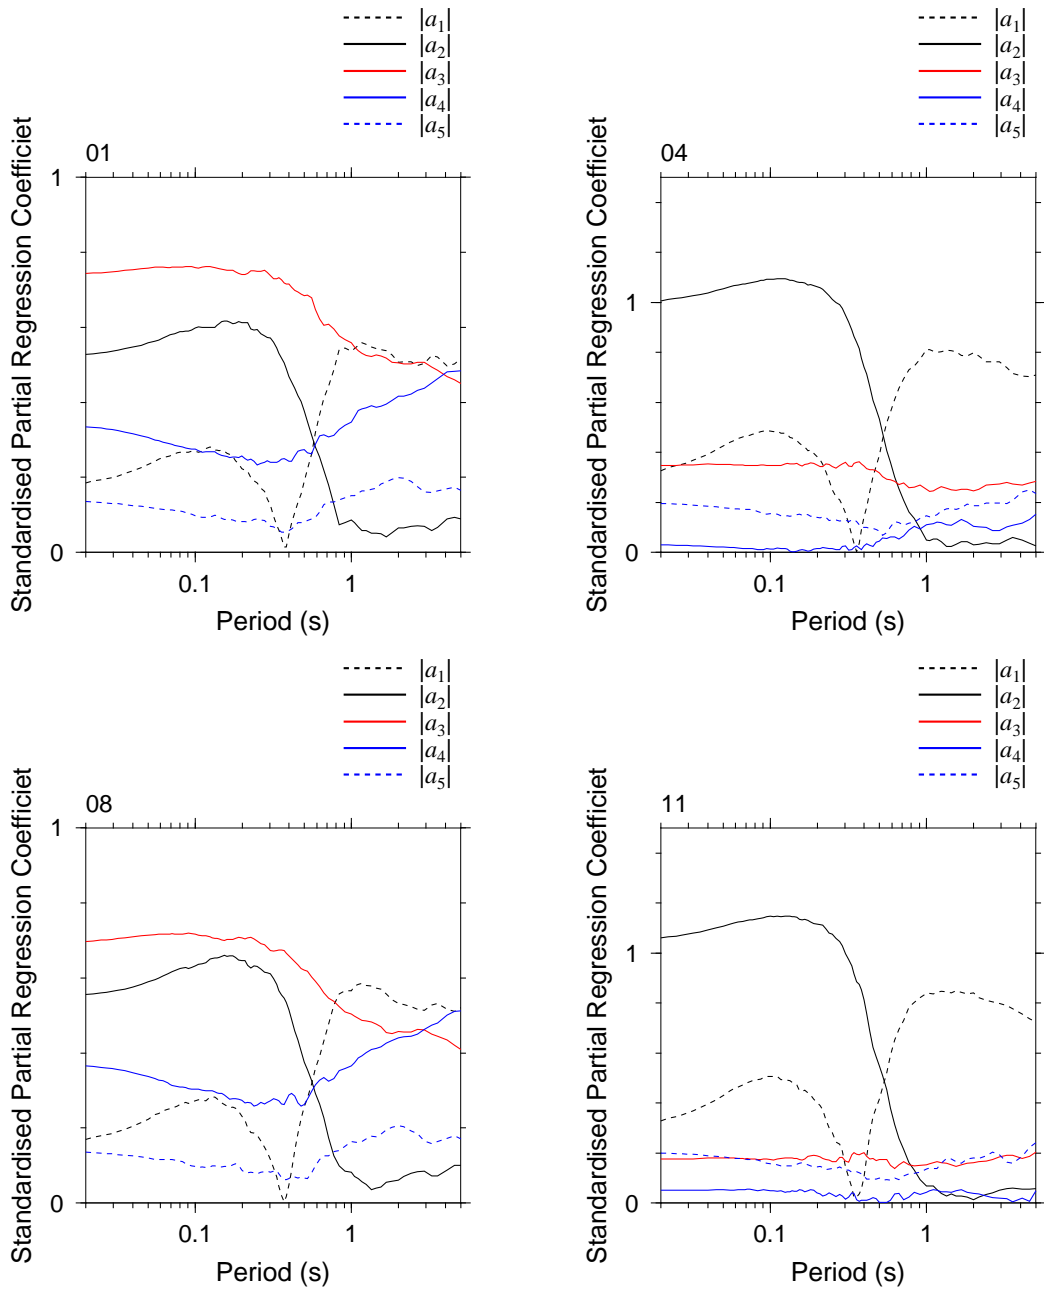 |a1|
|a2|
|a3|
|a4|
|a5|
01
Standardised Partial Regression Coefficiet
1
0
0.1 1
Period (s)
|a1|
|a2|
|a3|
|a4|
|a5|
04
Standardised Partial Regression Coefficiet
1
0
0.1 1
Period (s)
|a1|
|a2|
|a3|
|a4|
|a5|
08
Standardised Partial Regression Coefficiet
1
0
0.1 1
Period (s)
|a1|
|a2|
|a3|
|a4|
|a5|
11
Standardised Partial Regression Coefficiet
1
0
0.1 1
Period (s)